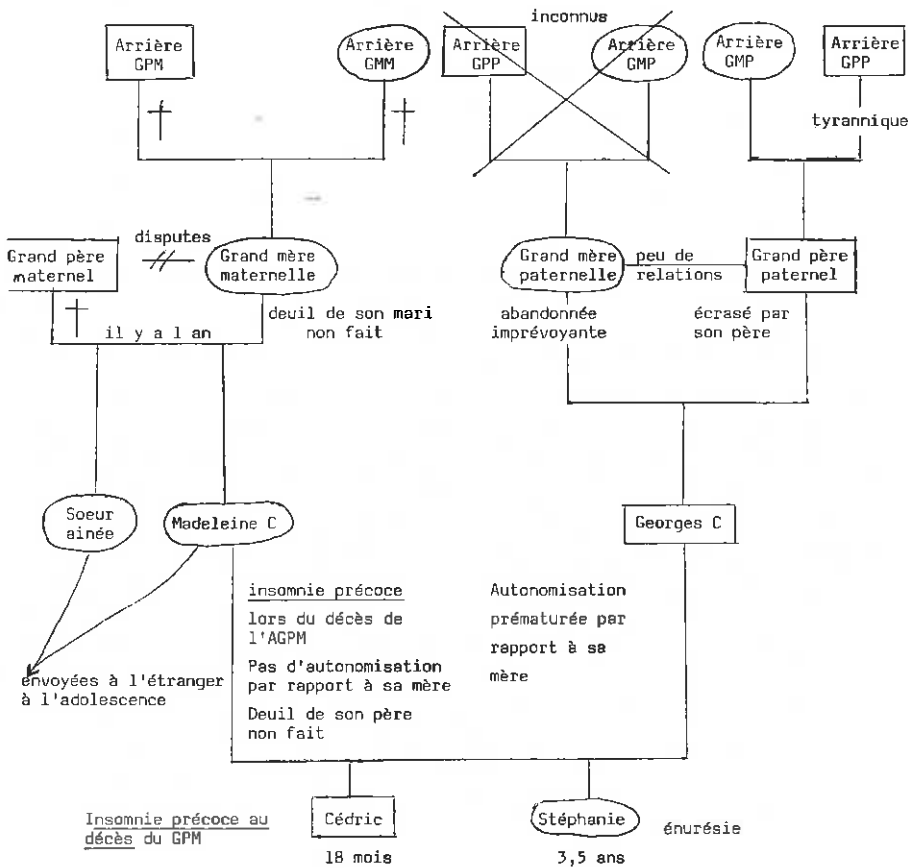 inconnus
Arrière
GPM
Arrière
GMM
Arrière
GPP
Arrière
GMP
Arrière
GMP
Arrière
GPP
tyrannique
disputes
Grand père
maternel
Grand mère
maternelle
Grand mère
paternelle
peu de
relations
Grand père
paternel
il y a 1 an
deuil de son mari
non fait
abandonnée
imprévoyante
écrasé par
son père
Soeur
ainée
Madeleine C
Georges C
insomnie précoce
lors du décès de
l'AGPM
Pas d'autonomisation
par rapport à sa mère
Deuil de son père
non fait
Autonomisation
prématurée par
rapport à sa
mère
envoyées à l'étranger
à l'adolescence
Insomnie précoce au
décès du GPM
Cédric
18 mois
Stéphanie
3,5 ans
énurésie